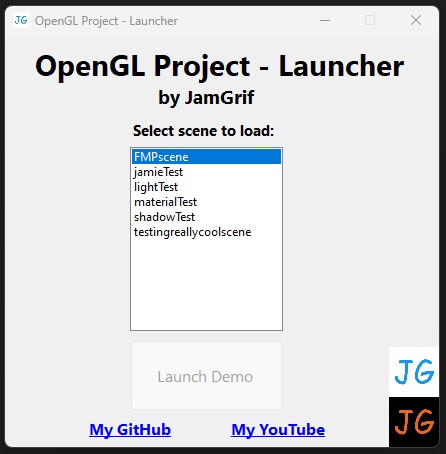 JG OpenGL Project - Launcher
OpenGL Project - Launcher
by JamGrif
Select scene to load:
FMPscene
jamieTest
lightTest
materialTest
shadowTest
testingreallycoolscene
Launch Demo
JG
JG
My GitHub My YouTube